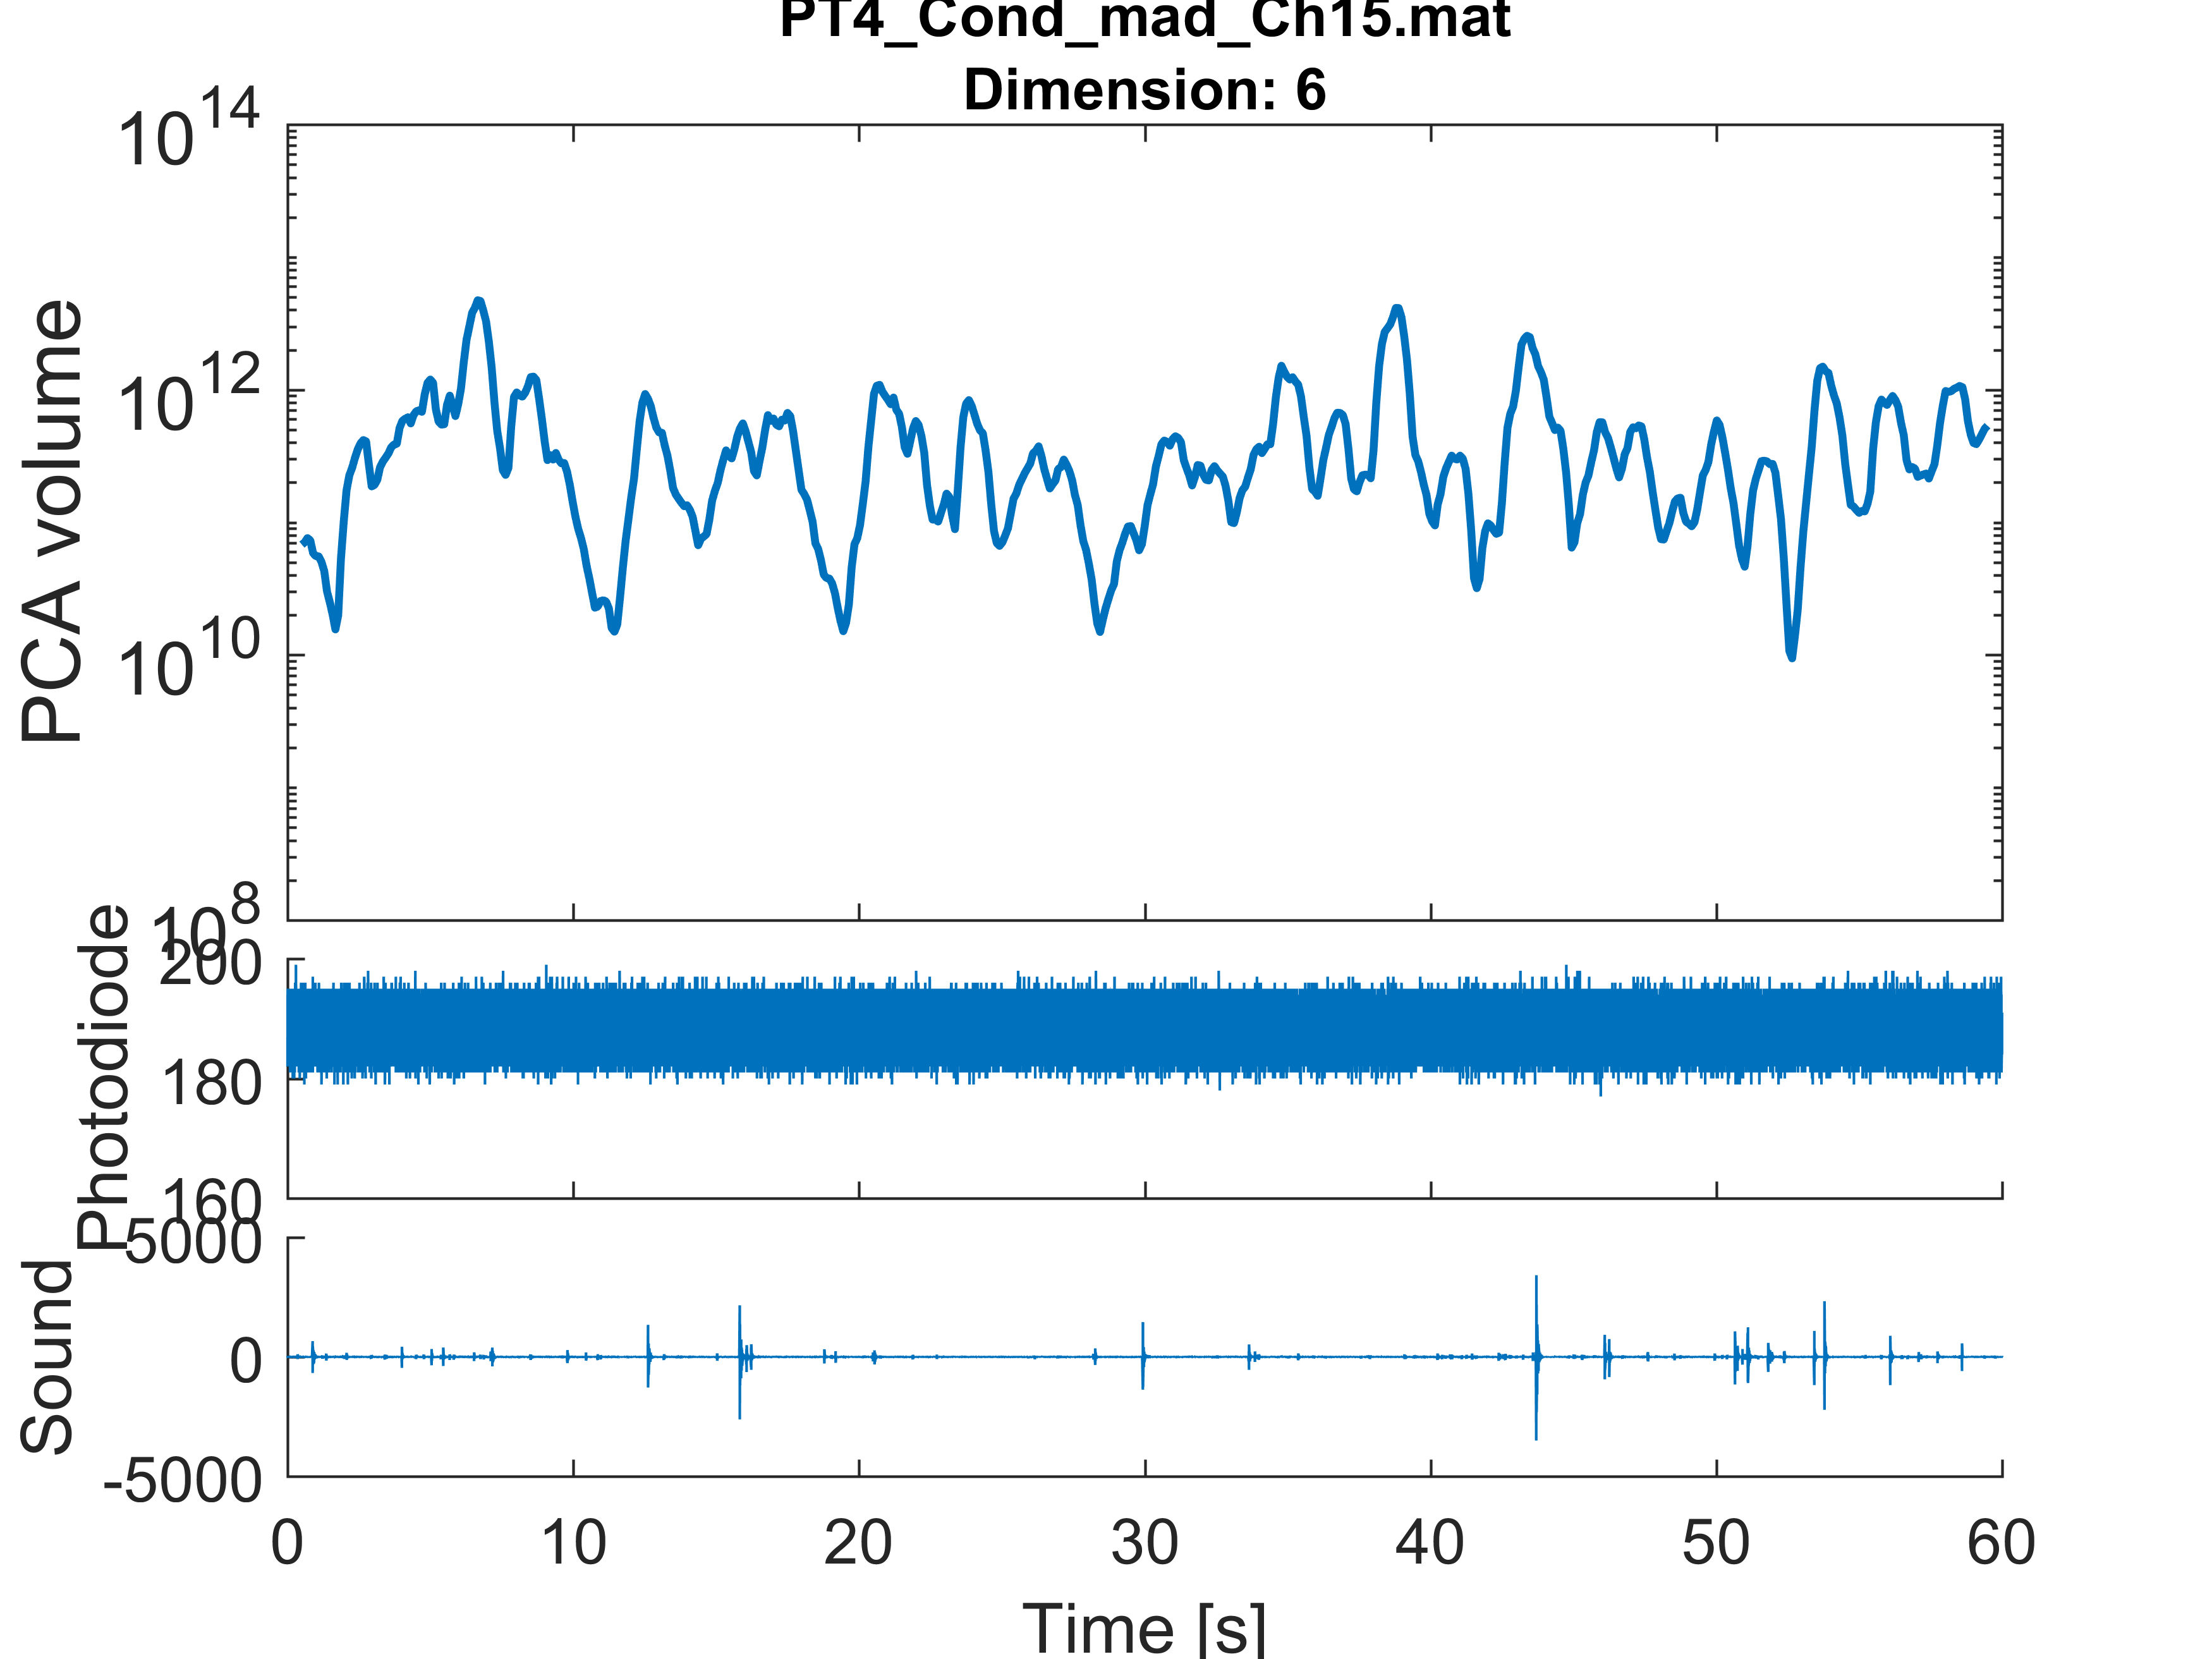 PT4_Cond_mad_Ch15.mat
Dimension: 6
PCA volume
10^14
10^12
10^10
10^8
Photodiode
200
180
160
Sound
5000
0
-5000
0 10 20 30 40 50 60
Time [s]